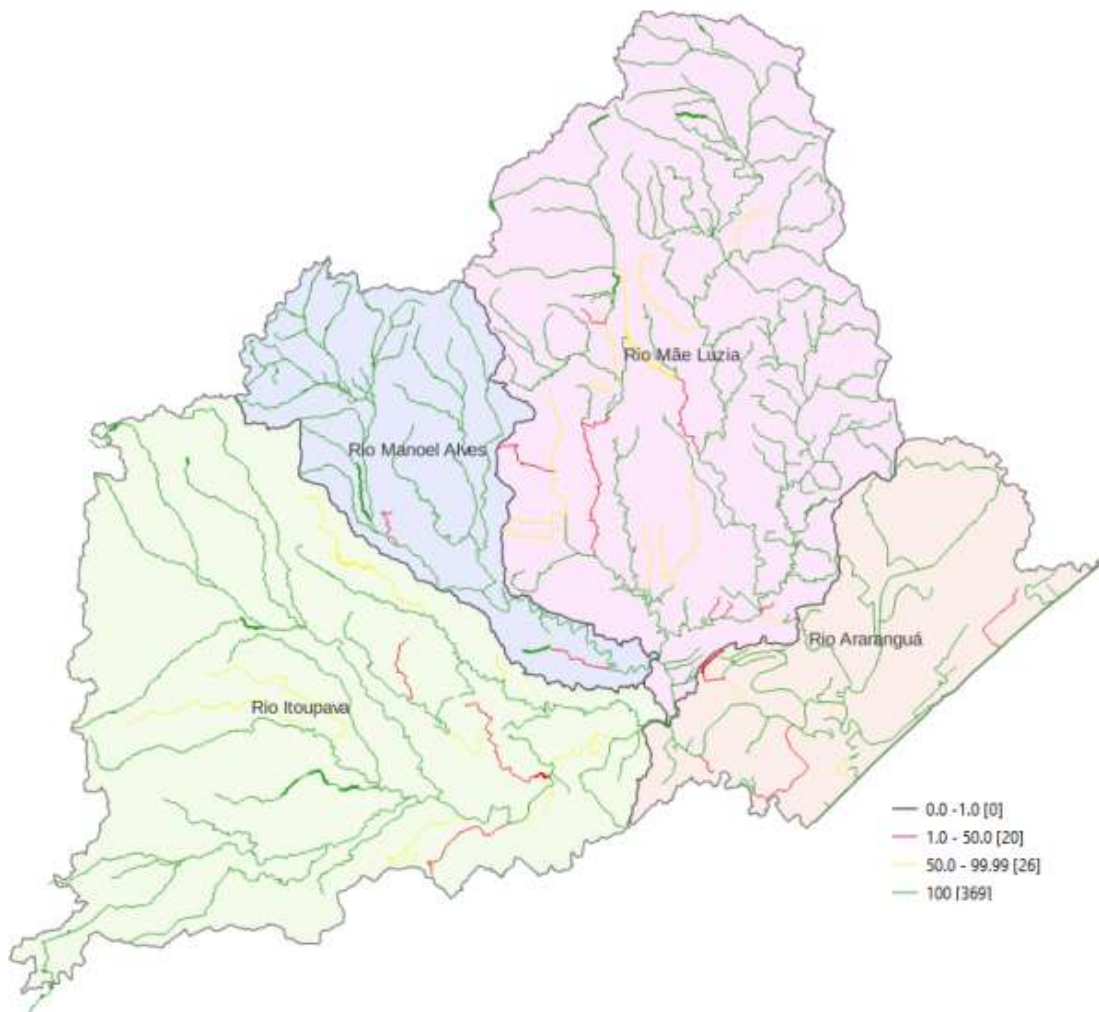 Rio Mãe Luzia
Rio Manoel Alves
Rio Araranguá
Rio Itoupava
0.0 -1.0 [0]
1.0 - 50.0 [20]
50.0 - 99.99 [26]
100 [369]